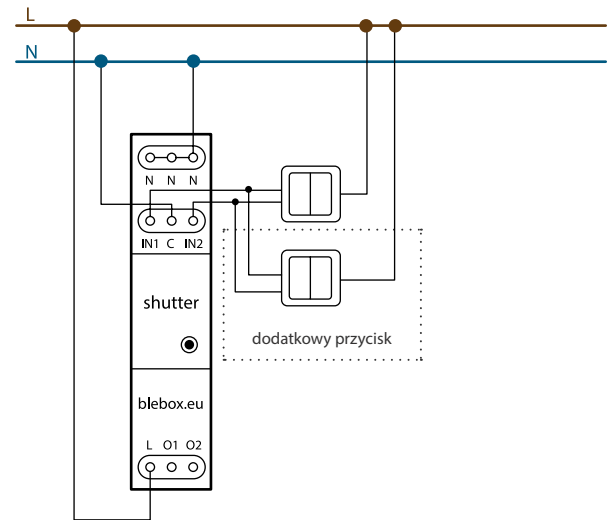 L
N
N N N
IN1 C IN2
shutter
dodatkowy przycisk
blebox.eu
L O1 O2